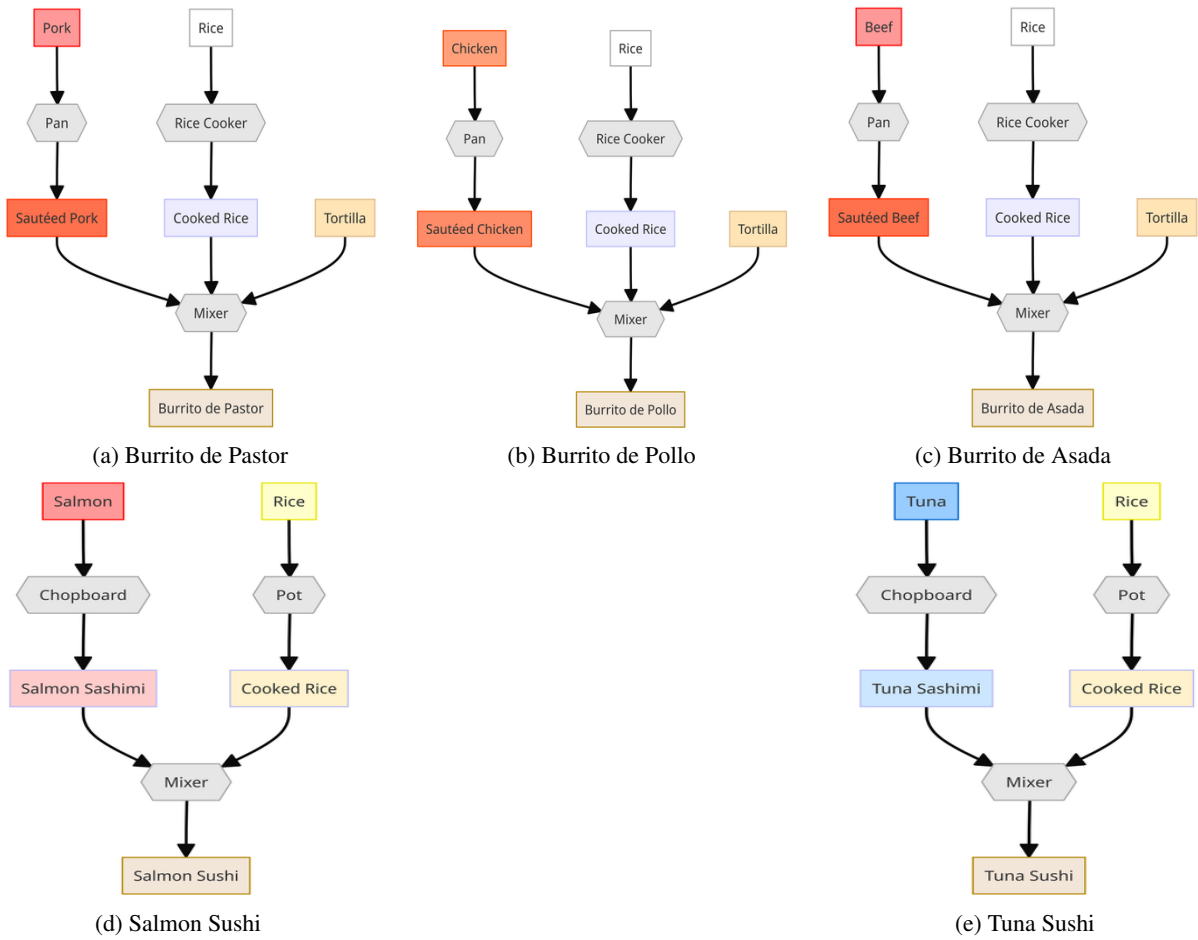 Pork
Rice
Pan
Rice Cooker
Sautéed Pork
Cooked Rice
Tortilla
Mixer
Burrito de Pastor
(a) Burrito de Pastor
Chicken
Rice
Pan
Rice Cooker
Sautéed Chicken
Cooked Rice
Tortilla
Mixer
Burrito de Pollo
(b) Burrito de Pollo
Beef
Rice
Pan
Rice Cooker
Sautéed Beef
Cooked Rice
Tortilla
Mixer
Burrito de Asada
(c) Burrito de Asada
Salmon
Rice
Chopboard
Pot
Salmon Sashimi
Cooked Rice
Mixer
Salmon Sushi
(d) Salmon Sushi
Tuna
Rice
Chopboard
Pot
Tuna Sashimi
Cooked Rice
Mixer
Tuna Sushi
(e) Tuna Sushi